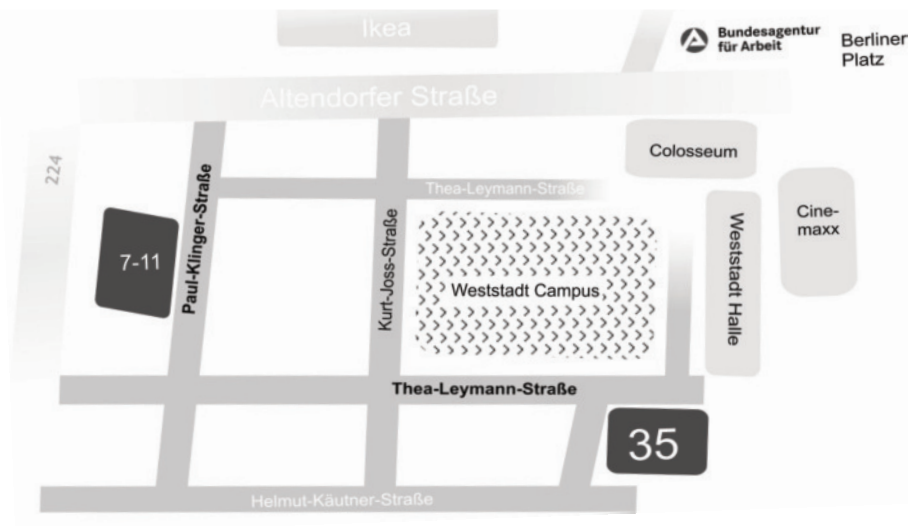 Ikea
Bundesagentur
für Arbeit
Berliner
Platz
Altendorfer Straße
224
Colosseum
Paul-Klinger-Straße
Thea-Leymann-Straße
Cine-
maxx
7-11
Kurt-Joss-Straße
Weststadt Campus
Weststadt Halle
Thea-Leymann-Straße
35
Helmut-Käutner-Straße